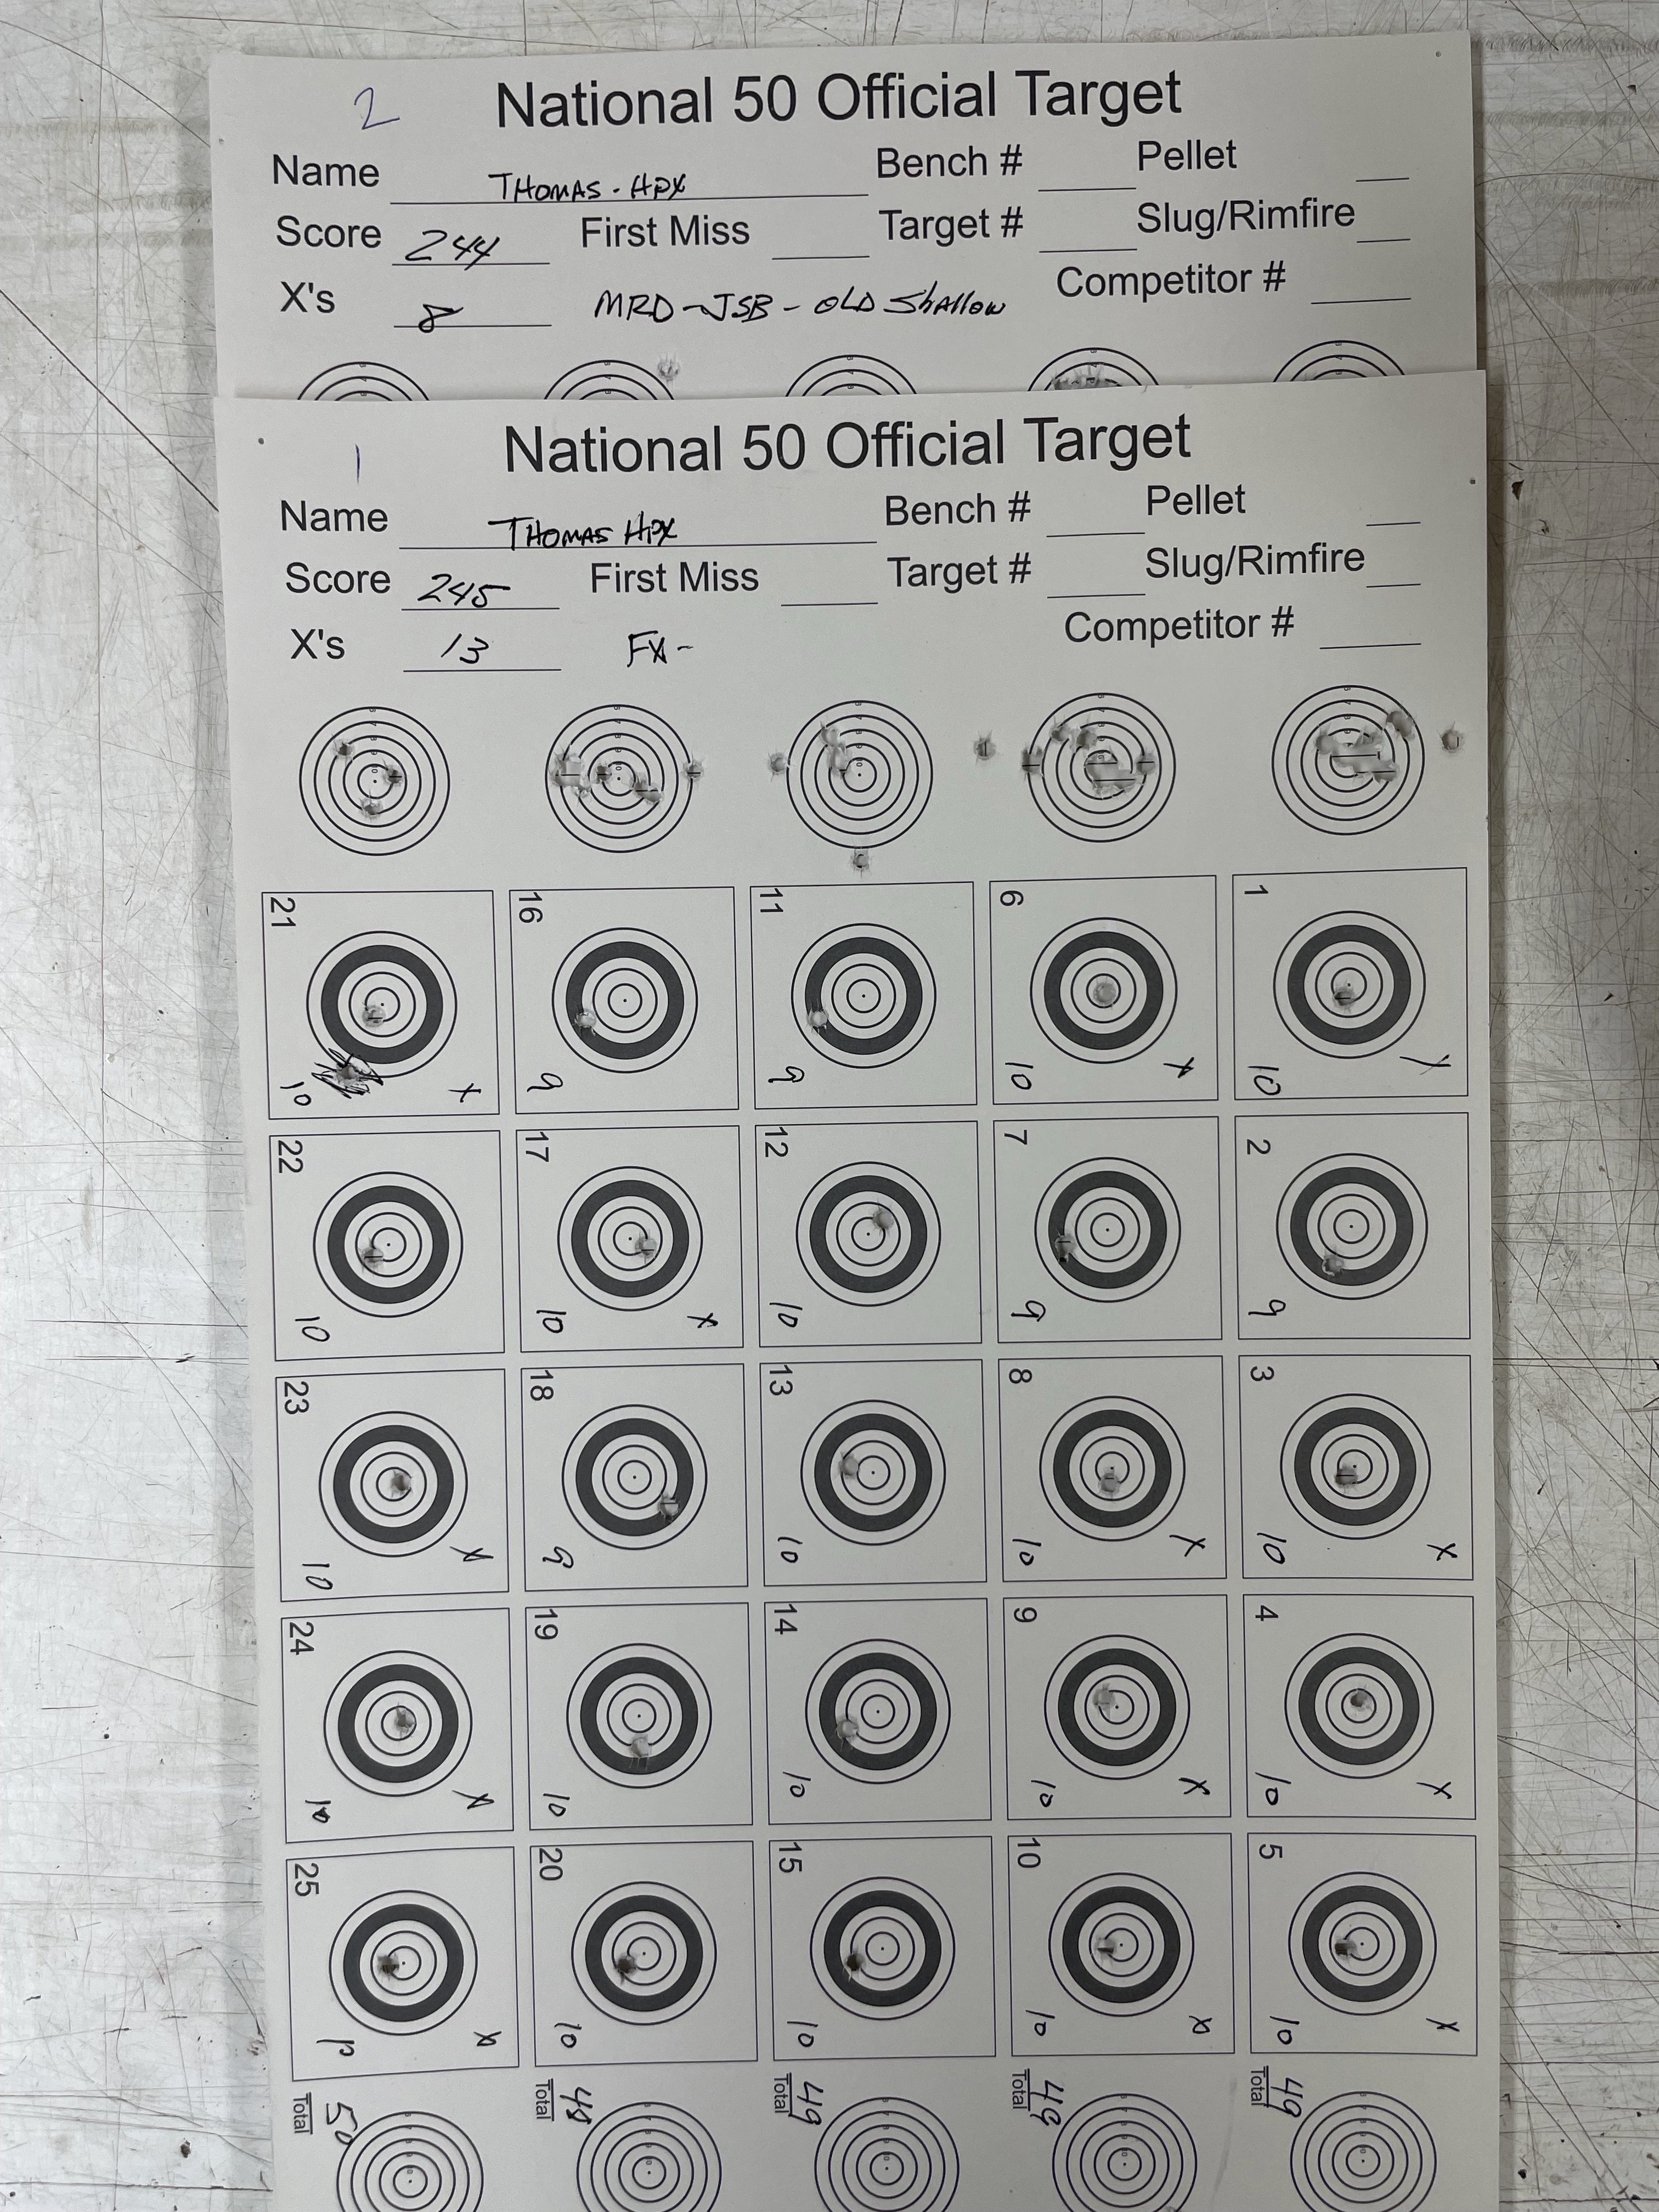 2 National 50 Official Target
Name THOMAS - HPX Bench # Pellet
Score 244 First Miss Target # Slug/Rimfire
X's 8 MRD-JSB-OLD Shallow Competitor #
1 National 50 Official Target
Name THOMAS HPX Bench # Pellet
Score 245 First Miss Target # Slug/Rimfire
X's 13 FX- Competitor #
21 16 11 6 1
10 X 9 9 10 X 10 X
22 17 12 7 2
10 10 X 10 9 9
23 18 13 8 3
10 X 9 10 10 X 10 X
24 19 14 9 4
10 X 10 10 10 X 10 X
25 20 15 10 5
10 X 10 10 10 X 10 X
Total 50 Total 48 Total 49 Total 49 Total 49